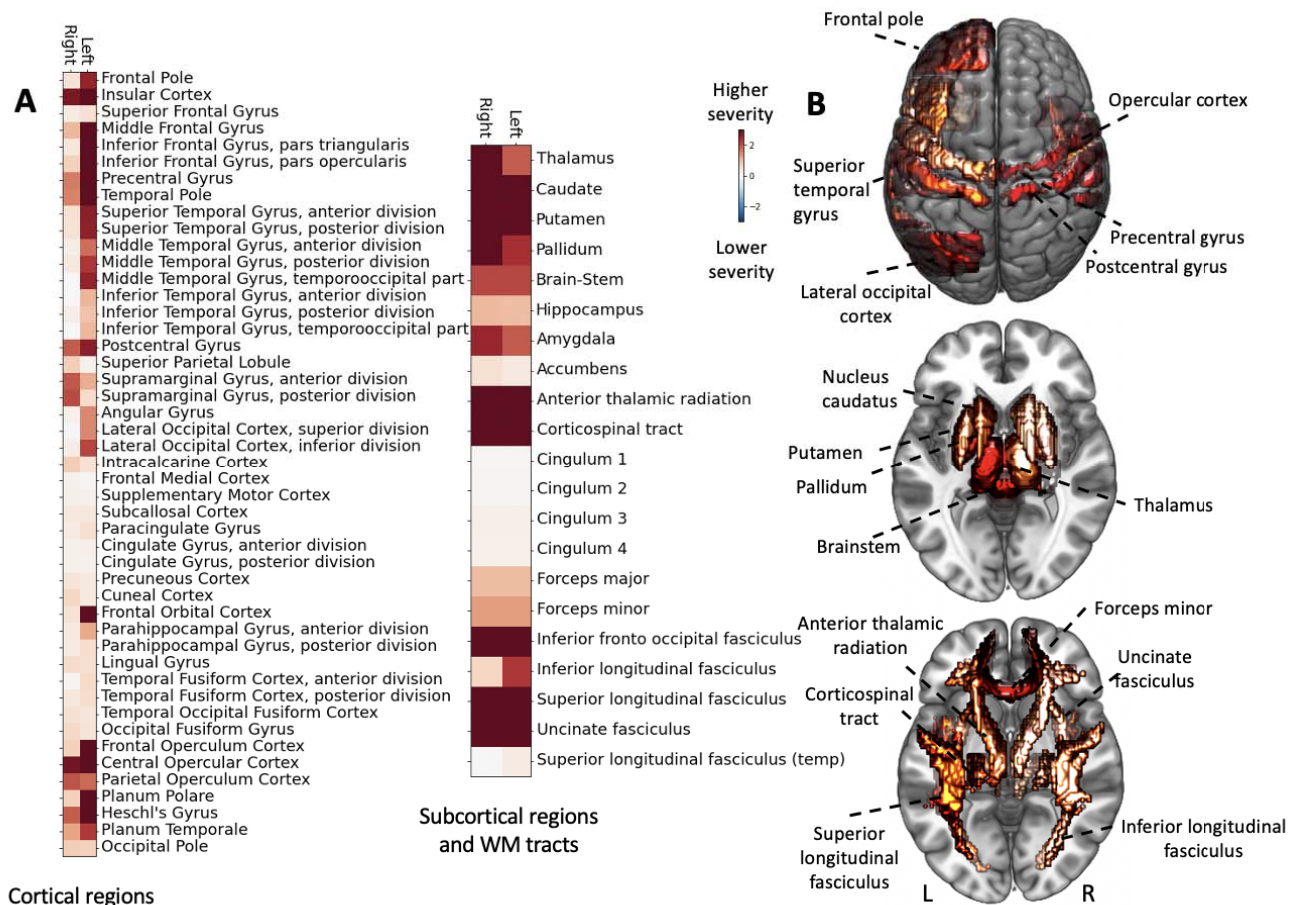 A
Right
Left
Frontal Pole
Insular Cortex
Superior Frontal Gyrus
Middle Frontal Gyrus
Inferior Frontal Gyrus, pars triangularis
Inferior Frontal Gyrus, pars opercularis
Precentral Gyrus
Temporal Pole
Superior Temporal Gyrus, anterior division
Superior Temporal Gyrus, posterior division
Middle Temporal Gyrus, anterior division
Middle Temporal Gyrus, posterior division
Middle Temporal Gyrus, temporooccipital part
Inferior Temporal Gyrus, anterior division
Inferior Temporal Gyrus, posterior division
Inferior Temporal Gyrus, temporooccipital part
Postcentral Gyrus
Superior Parietal Lobule
Supramarginal Gyrus, anterior division
Supramarginal Gyrus, posterior division
Angular Gyrus
Lateral Occipital Cortex, superior division
Lateral Occipital Cortex, inferior division
Intracalcarine Cortex
Frontal Medial Cortex
Supplementary Motor Cortex
Subcallosal Cortex
Paracingulate Gyrus
Cingulate Gyrus, anterior division
Cingulate Gyrus, posterior division
Precuneous Cortex
Cuneal Cortex
Frontal Orbital Cortex
Parahippocampal Gyrus, anterior division
Parahippocampal Gyrus, posterior division
Lingual Gyrus
Temporal Fusiform Cortex, anterior division
Temporal Fusiform Cortex, posterior division
Temporal Occipital Fusiform Cortex
Occipital Fusiform Gyrus
Frontal Operculum Cortex
Central Opercular Cortex
Parietal Operculum Cortex
Planum Polare
Heschl's Gyrus
Planum Temporale
Occipital Pole
Cortical regions
Right
Left
Thalamus
Caudate
Putamen
Pallidum
Brain-Stem
Hippocampus
Amygdala
Accumbens
Anterior thalamic radiation
Corticospinal tract
Cingulum 1
Cingulum 2
Cingulum 3
Cingulum 4
Forceps major
Forceps minor
Inferior fronto occipital fasciculus
Inferior longitudinal fasciculus
Superior longitudinal fasciculus
Uncinate fasciculus
Superior longitudinal fasciculus (temp)
Subcortical regions
and WM tracts
Higher
severity
2
0
−2
Lower
severity
B
Frontal pole
Opercular cortex
Superior
temporal
gyrus
Precentral gyrus
Postcentral gyrus
Lateral occipital
cortex
Nucleus
caudatus
Putamen
Pallidum
Thalamus
Brainstem
Forceps minor
Anterior thalamic
radiation
Uncinate
fasciculus
Corticospinal
tract
Superior
longitudinal
fasciculus
Inferior longitudinal
fasciculus
L
R